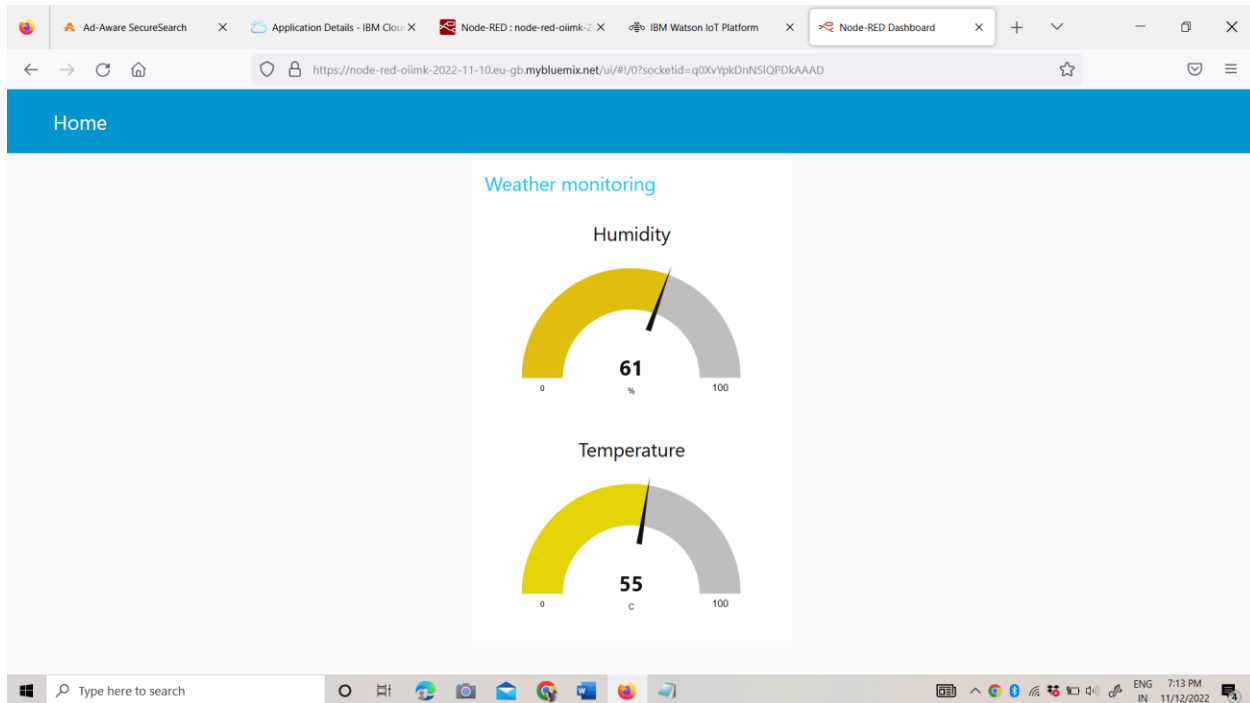 Ad-Aware SecureSearch
Application Details - IBM Clou
Node-RED : node-red-oiimk-2
IBM Watson IoT Platform
Node-RED Dashboard
https://node-red-oiimk-2022-11-10.eu-gb.mybluemix.net/ui/#!/0?socketid=q0XvYpkDnNSlQPDkAAAD
Home
Weather monitoring
Humidity
61
0 % 100
Temperature
55
0 C 100
Type here to search
ENG 7:13 PM
IN 11/12/2022
4